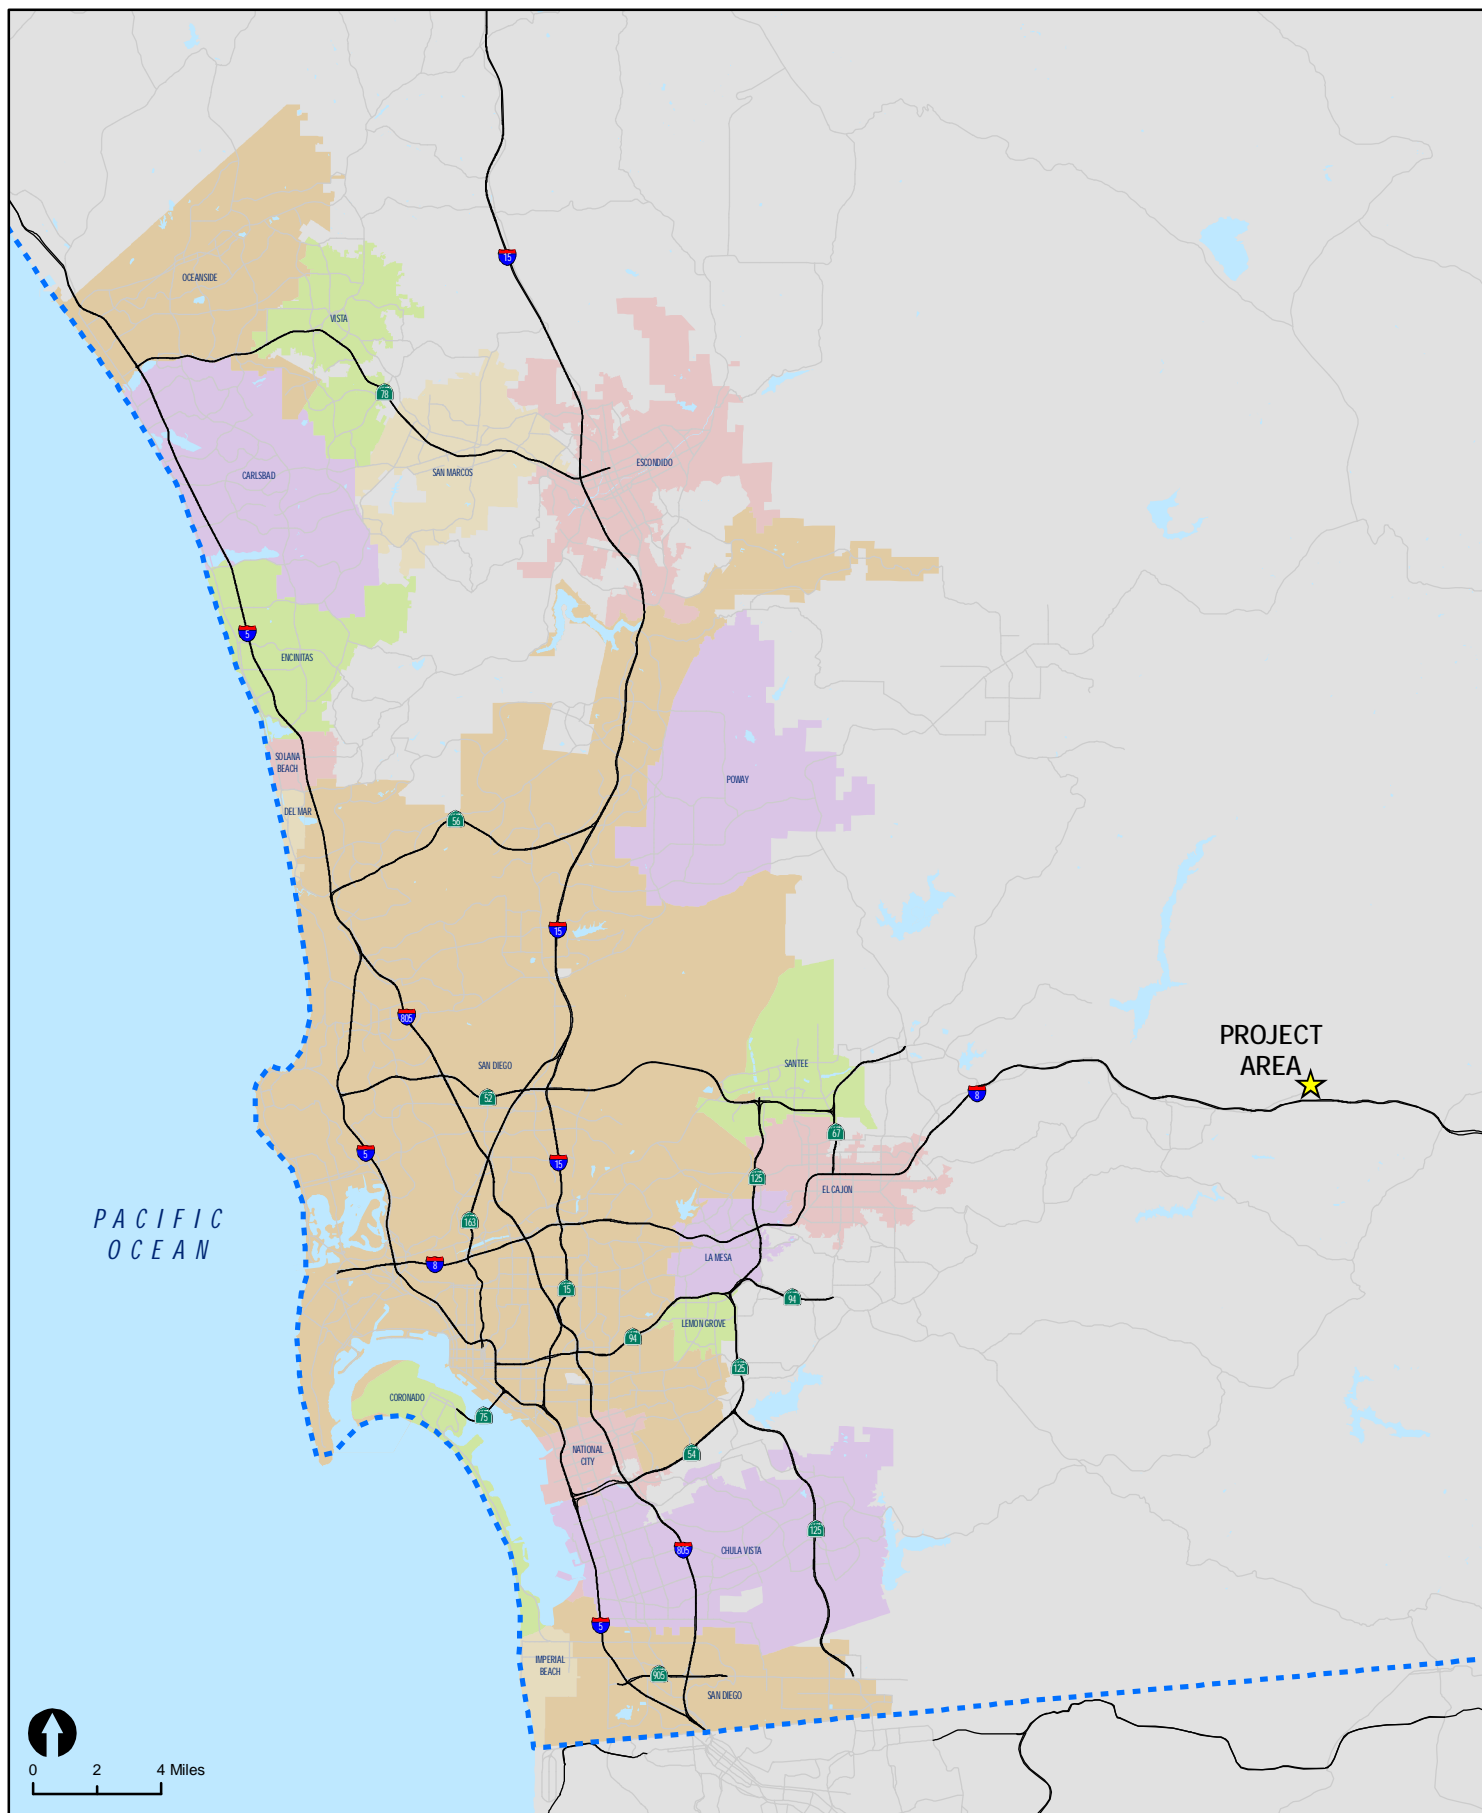 15
OCEANSIDE
VISTA
78
ESCONDIDO
SAN MARCOS
CARLSBAD
5
ENCINITAS
SOLANA
BEACH
POWAY
DEL MAR
56
15
805
PROJECT
AREA
SAN DIEGO
SANTEE
52
8
67
5
15
125
EL CAJON
PACIFIC
OCEAN
163
LA MESA
8
15
94
LEMON GROVE
94
125
CORONADO
75
NATIONAL
CITY
54
125
805
CHULA VISTA
5
IMPERIAL
BEACH
905
SAN DIEGO
0 2 4 Miles